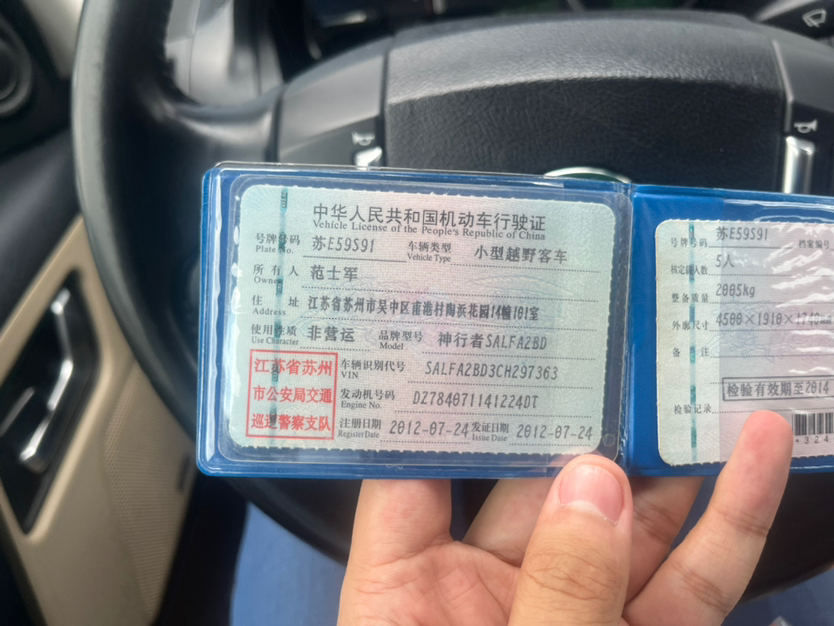 中华人民共和国机动车行驶证
Vehicle License of the People's Republic of China
号牌号码 苏E59S91 车辆类型 小型越野客车
Plate No. Vehicle Type
所有人 范士军
Owner
住址 江苏省苏州市吴中区甫港村陶浜花园14幢101室
Address
使用性质 非营运 品牌型号 神行者SALFA2BD
Use Character Model
江苏省苏州
市公安局交通
巡逻警察支队
车辆识别代号 SALFA2BD3CH297363
VIN
发动机号码 DZ784071141224DT
Engine No.
注册日期 2012-07-24 发证日期 2012-07-24
Register Date Issue Date
号牌号码 苏E59S91 档案编号
核定载人数 5人
整备质量 2005kg
外廓尺寸 4500×1910×1740mm
备注
检验有效期至2014
检验记录